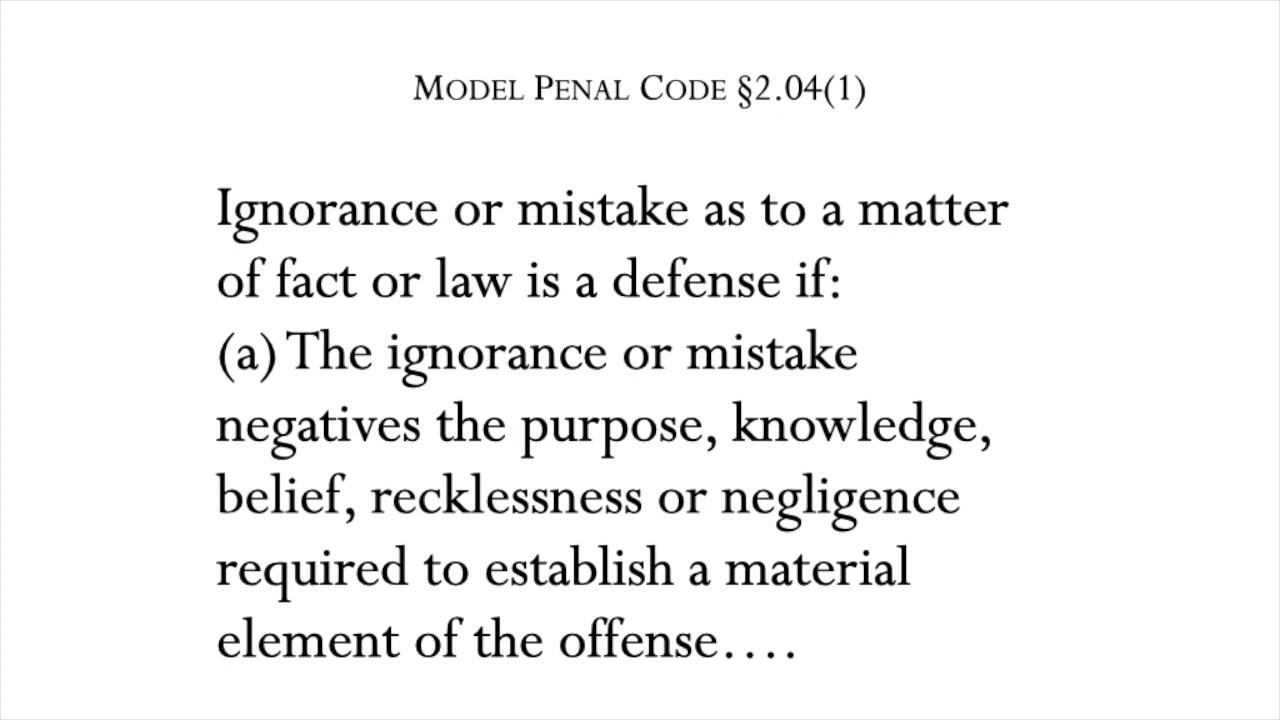 MODEL PENAL CODE §2.04(1)
Ignorance or mistake as to a matter
of fact or law is a defense if:
(a) The ignorance or mistake
negatives the purpose, knowledge,
belief, recklessness or negligence
required to establish a material
element of the offense….